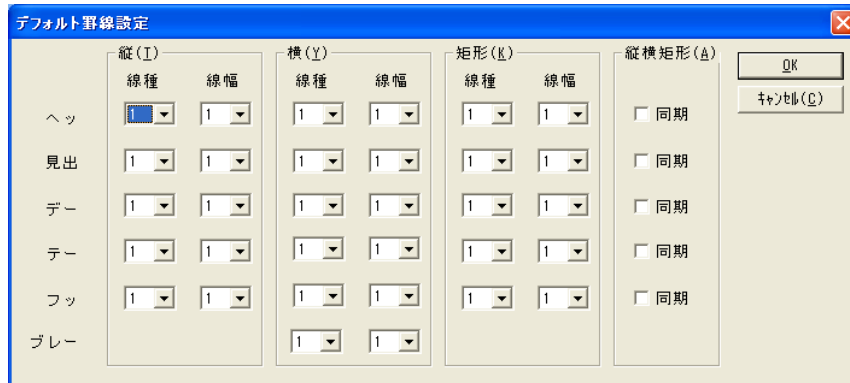 デフォルト罫線設定
縦(T) 横(Y) 矩形(K) 縦横矩形(A)
線種 線幅 線種 線幅 線種 線幅
ヘッ 1 1 1 1 1 1 同期
見出 1 1 1 1 1 1 同期
デー 1 1 1 1 1 1 同期
テー 1 1 1 1 1 1 同期
フッ 1 1 1 1 1 1 同期
ブレー 1 1
OK
ｷｬﾝｾﾙ(C)